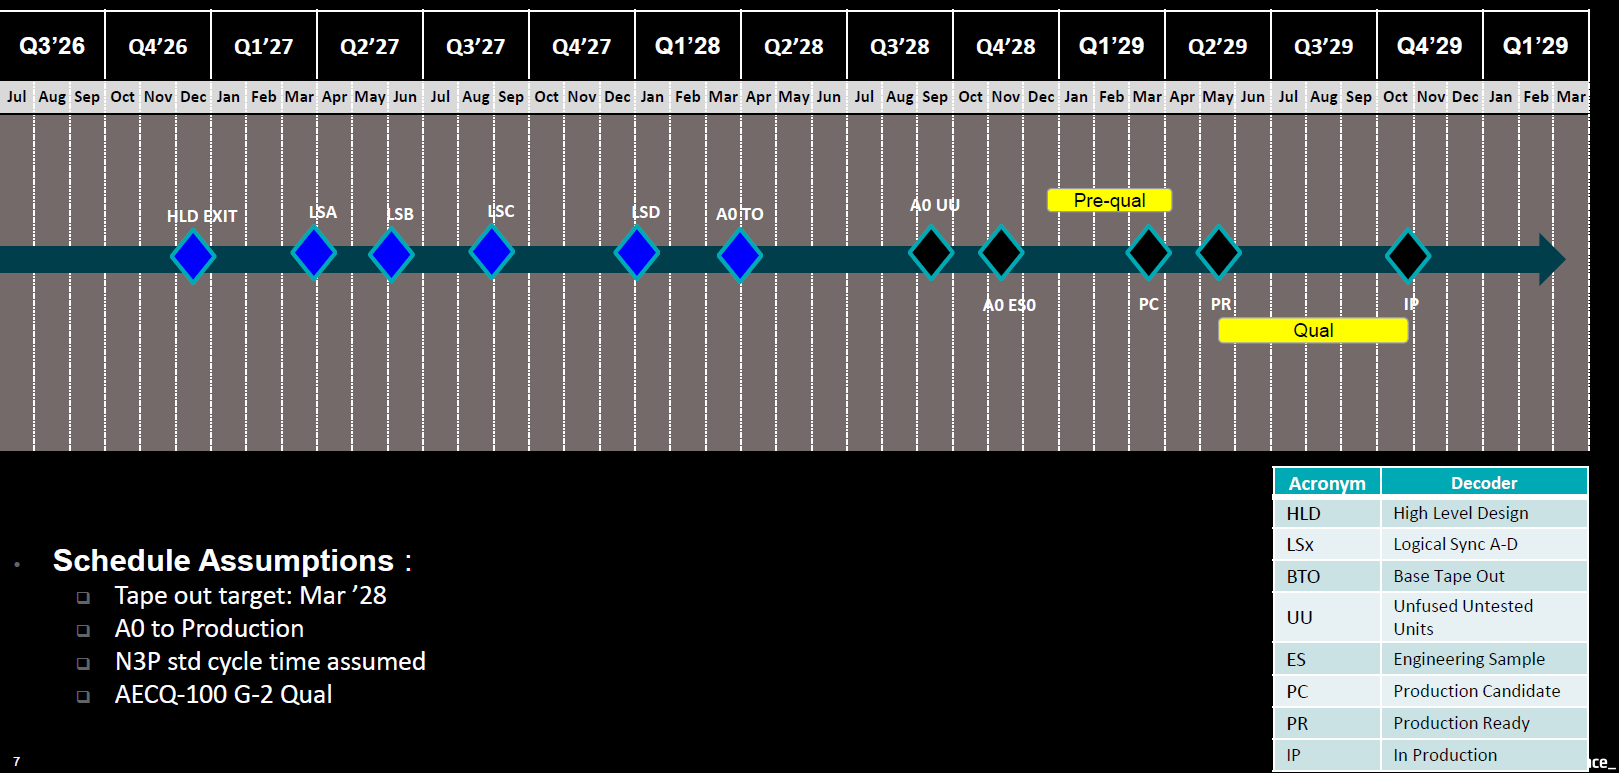 Q3’26 Q4’26 Q1’27 Q2’27 Q3’27 Q4’27 Q1’28 Q2’28 Q3’28 Q4’28 Q1’29 Q2’29 Q3’29 Q4’29 Q1’29
Jul Aug Sep Oct Nov Dec Jan Feb Mar Apr May Jun Jul Aug Sep Oct Nov Dec Jan Feb Mar Apr May Jun Jul Aug Sep Oct Nov Dec Jan Feb Mar Apr May Jun Jul Aug Sep Oct Nov Dec Jan Feb Mar
Pre-qual
HLD EXIT LSA LSB LSC LSD A0 TO A0 UU
A0 ES0 PC PR IP
Qual
Schedule Assumptions :
Tape out target: Mar ’28
A0 to Production
N3P std cycle time assumed
AECQ-100 G-2 Qual
Acronym Decoder
HLD High Level Design
LSx Logical Sync A-D
BTO Base Tape Out
UU Unfused Untested
Units
ES Engineering Sample
PC Production Candidate
PR Production Ready
IP In Production
7